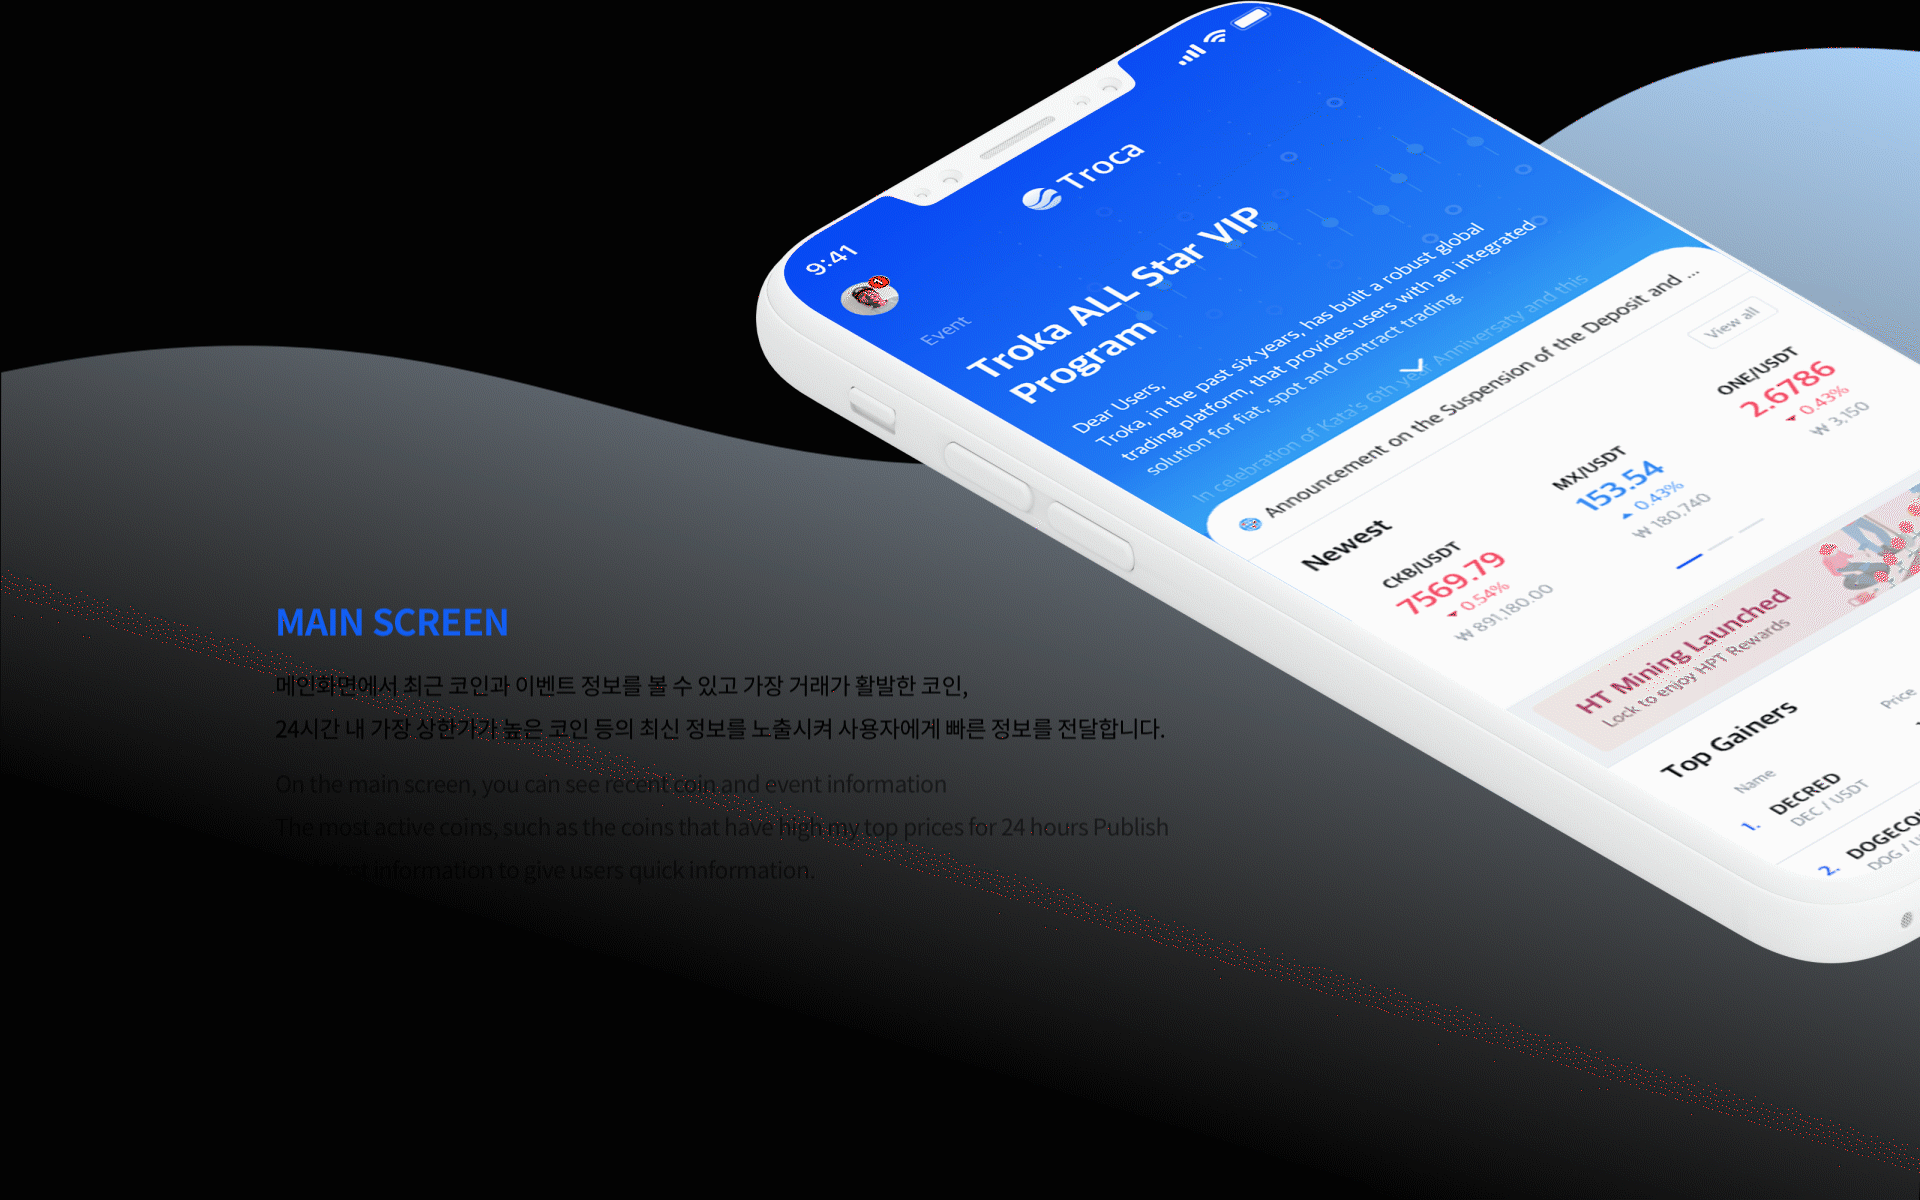 9:41
Troca
Event
Troka ALL Star VIP
Program
Dear Users,
Troka, in the past six years, has built a robust global
trading platform, that provides users with an integrated
solution for fiat, spot and contract trading.
In celebration of Kata's 6th year Anniversaty and this
Announcement on the Suspension of the Deposit and ...
Newest
View all
CKB/USDT
7569.79
0.54%
₩ 891,180.00
MX/USDT
153.54
0.43%
₩ 180,740
ONE/USDT
2.6786
0.43%
₩ 3,150
HT Mining Launched
Lock to enjoy HPT Rewards
Top Gainers
Name
Price
1. DECRED
DEC / USDT
2. DOGECO
DOG / U
MAIN SCREEN
메인화면에서 최근 코인과 이벤트 정보를 볼 수 있고 가장 거래가 활발한 코인,
24시간 내 가장 상한가가 높은 코인 등의 최신 정보를 노출시켜 사용자에게 빠른 정보를 전달합니다.
On the main screen, you can see recent coin and event information
The most active coins, such as the coins that have high my top prices for 24 hours Publish
information to give users quick information.